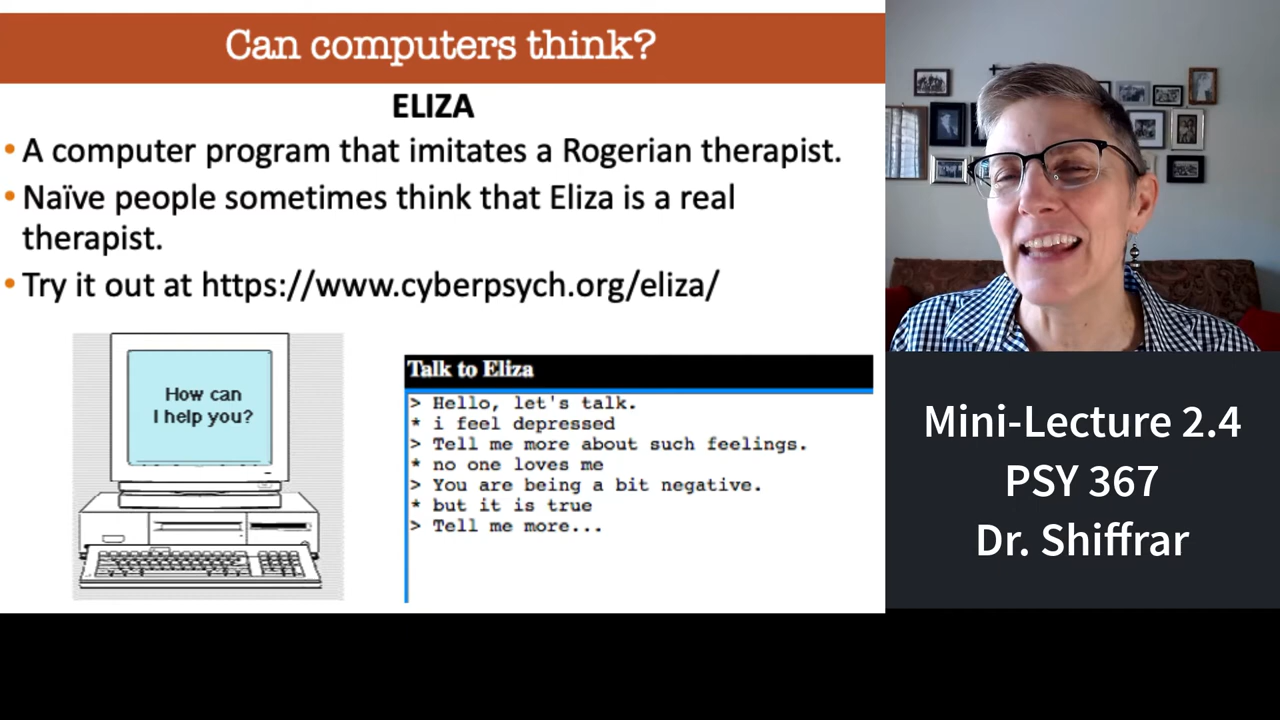 Can computers think?
ELIZA
• A computer program that imitates a Rogerian therapist.
• Naïve people sometimes think that Eliza is a real
therapist.
• Try it out at https://www.cyberpsych.org/eliza/
How can
I help you?
Talk to Eliza
> Hello, let's talk.
* i feel depressed
> Tell me more about such feelings.
* no one loves me
> You are being a bit negative.
* but it is true
> Tell me more...
Mini-Lecture 2.4
PSY 367
Dr. Shiffrar